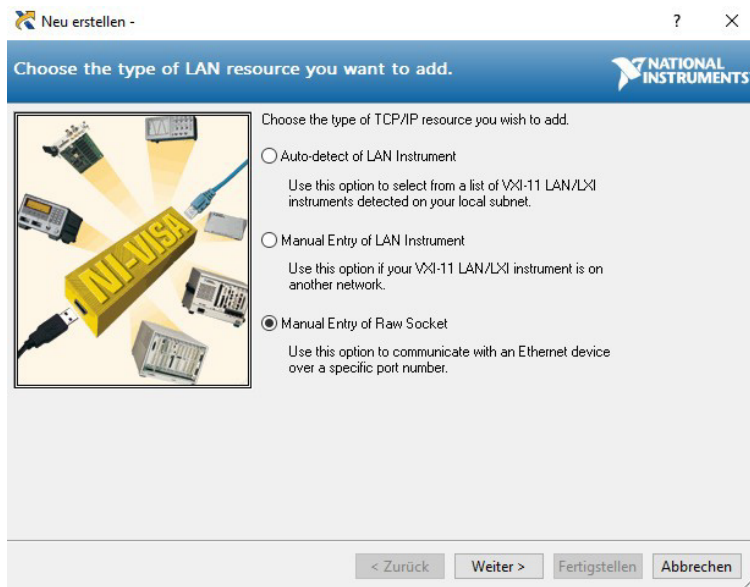 Neu erstellen -
? X
Choose the type of LAN resource you want to add.
NATIONAL
INSTRUMENTS
Choose the type of TCP/IP resource you wish to add.
Auto-detect of LAN Instrument
Use this option to select from a list of VXI-11 LAN/LXI
instruments detected on your local subnet.
Manual Entry of LAN Instrument
Use this option if your VXI-11 LAN/LXI instrument is on
another network.
Manual Entry of Raw Socket
Use this option to communicate with an Ethernet device
over a specific port number.
NI-VISA
< Zurück Weiter > Fertigstellen Abbrechen